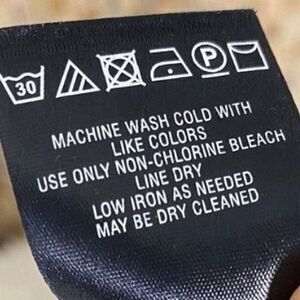 30 P
MACHINE WASH COLD WITH
LIKE COLORS
USE ONLY NON-CHLORINE BLEACH
LINE DRY
LOW IRON AS NEEDED
MAY BE DRY CLEANED